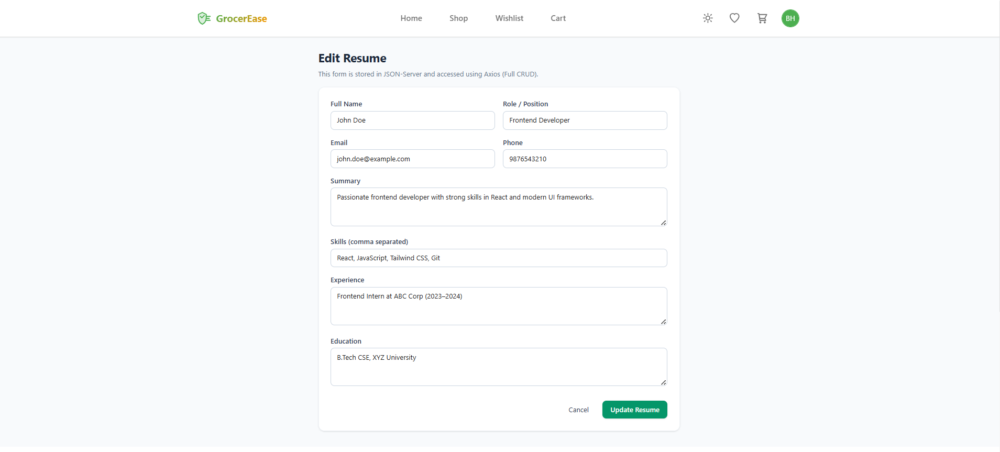 GrocerEase
Home Shop Wishlist Cart
BH
Edit Resume
This form is stored in JSON-Server and accessed using Axios (Full CRUD).
Full Name Role / Position
John Doe Frontend Developer
Email Phone
john.doe@example.com 9876543210
Summary
Passionate frontend developer with strong skills in React and modern UI frameworks.
Skills (comma separated)
React, JavaScript, Tailwind CSS, Git
Experience
Frontend Intern at ABC Corp (2023–2024)
Education
B.Tech CSE, XYZ University
Cancel Update Resume